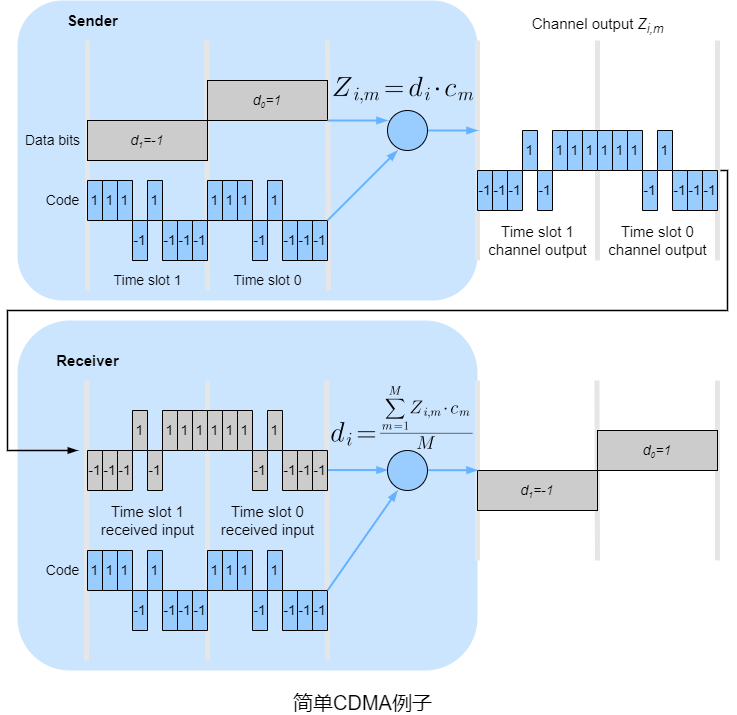 Sender
Channel output Z_{i,m}
Z_{i,m}=d_i·c_m
d_0=1
Data bits d_1=-1
1 1 1 1 1 1 1 1
Code 1 1 1 1 1 1 1 1
-1 -1 -1 -1 -1 -1 -1 -1
-1 -1 -1 -1 -1 -1 -1 -1
Time slot 1 Time slot 0
Time slot 1 Time slot 0
channel output channel output
Receiver
1 1 1 1 1 1 1 1
-1 -1 -1 -1 -1 -1 -1 -1
d_i=\frac{\sum_{m=1}^{M} Z_{i,m}·c_m}{M}
d_0=1
d_1=-1
Time slot 1 Time slot 0
received input received input
Code 1 1 1 1 1 1 1 1
-1 -1 -1 -1 -1 -1 -1 -1
简单CDMA例子